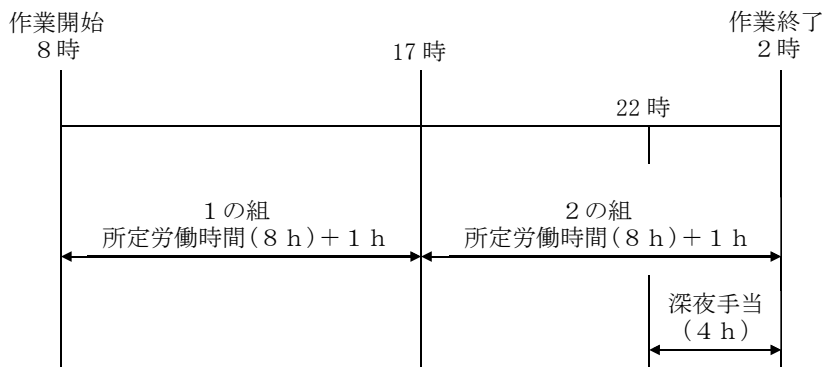 作業開始
８時
17時
作業終了
２時
22時
１の組
所定労働時間(８ｈ)＋１ｈ
２の組
所定労働時間(８ｈ)＋１ｈ
深夜手当
(４ｈ)